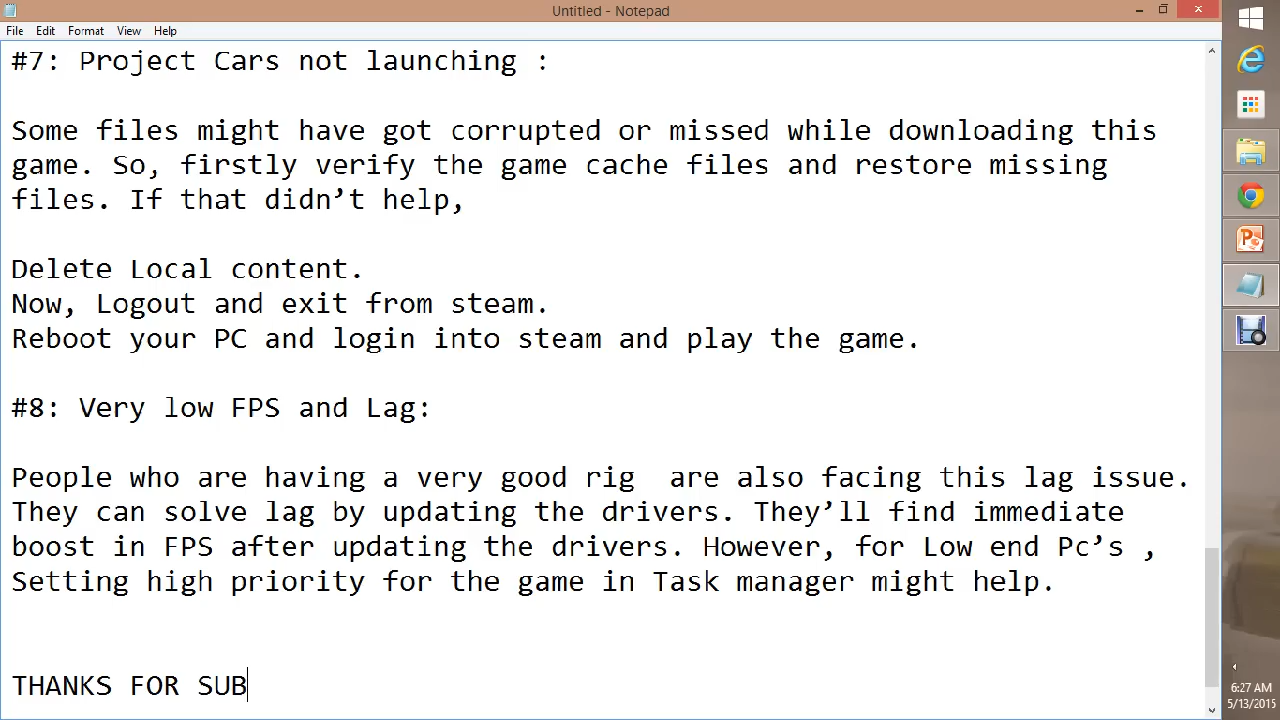 Untitled - Notepad
File Edit Format View Help
#7: Project Cars not launching :
Some files might have got corrupted or missed while downloading this
game. So, firstly verify the game cache files and restore missing
files. If that didn’t help,
Delete Local content.
Now, Logout and exit from steam.
Reboot your PC and login into steam and play the game.
#8: Very low FPS and Lag:
People who are having a very good rig  are also facing this lag issue.
They can solve lag by updating the drivers. They’ll find immediate
boost in FPS after updating the drivers. However, for Low end Pc’s ,
Setting high priority for the game in Task manager might help.
THANKS FOR SUB
6:27 AM
5/13/2015